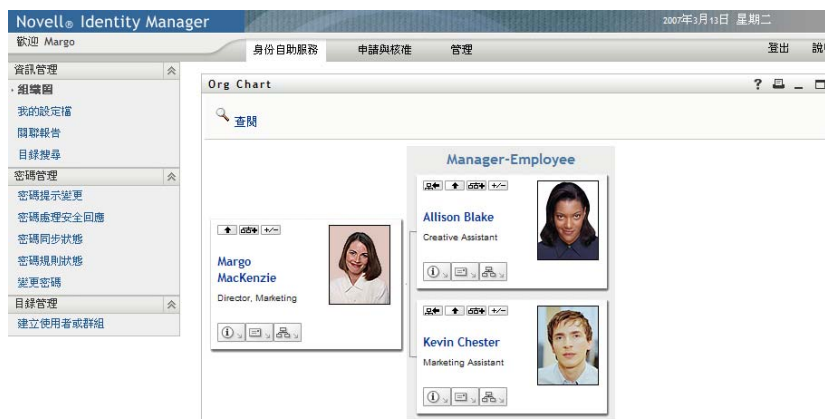 Novell® Identity Manager
2007年3月13日 星期二
歡迎 Margo
身份自助服務 申請與核准 管理 登出
資訊管理
組織圖
我的設定檔
關聯報告
目錄搜尋
密碼管理
密碼提示變更
密碼處理安全回應
密碼同步狀態
密碼規則狀態
變更密碼
目錄管理
建立使用者或群組
Org Chart
查閱
Margo
MacKenzie
Director, Marketing
Manager-Employee
Allison Blake
Creative Assistant
Kevin Chester
Marketing Assistant